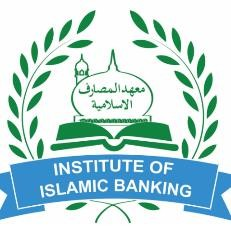 معهد المصارف
الاسلامية
INSTITUTE OF
ISLAMIC BANKING